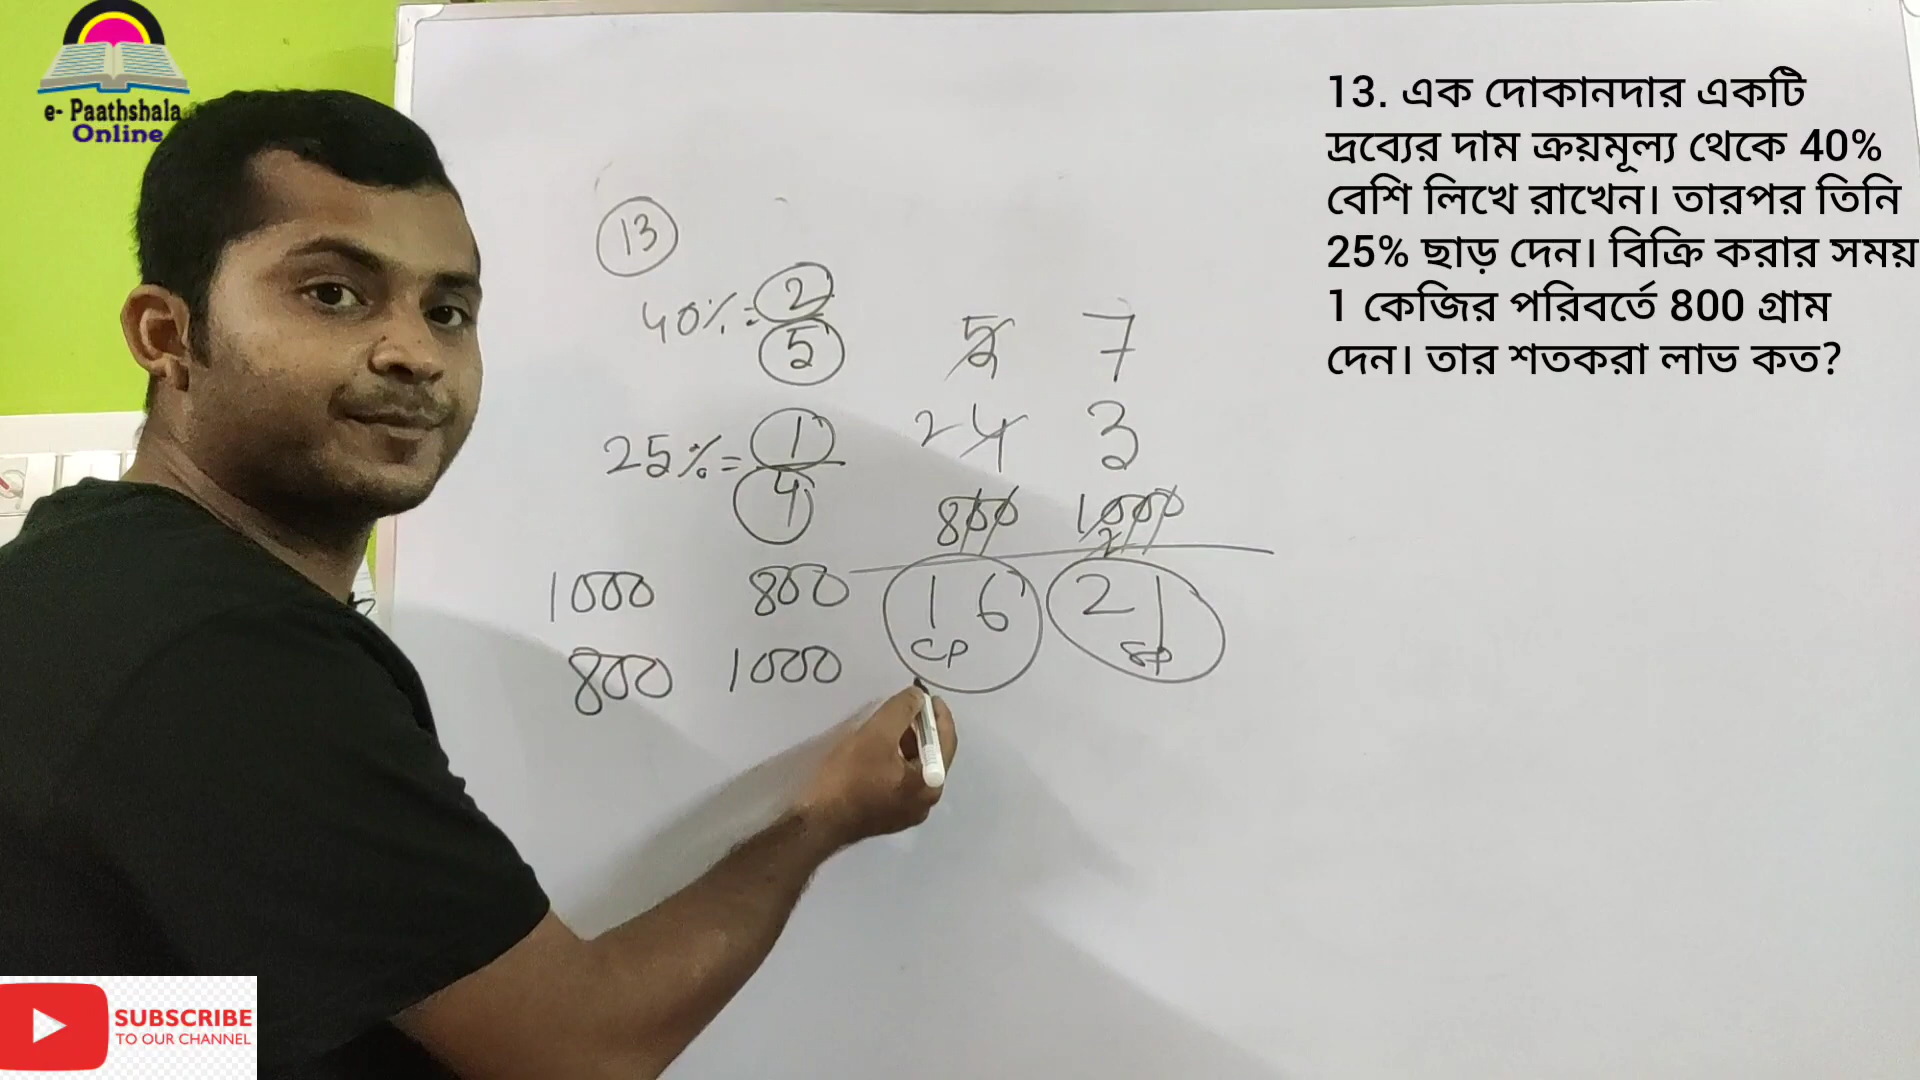 e- Paathshala
Online
13. এক দোকানদার একটি
দ্রব্যের দাম ক্রয়মূল্য থেকে 40%
বেশি লিখে রাখেন। তারপর তিনি
25% ছাড় দেন। বিক্রি করার সময়
1 কেজির পরিবর্তে 800 গ্রাম
দেন। তার শতকরা লাভ কত?
13
40% = 2/5
5 7
25% = 1/4
2 4 3
800 1000
2
1000 800
16 21
CP SP
800 1000
SUBSCRIBE
TO OUR CHANNEL